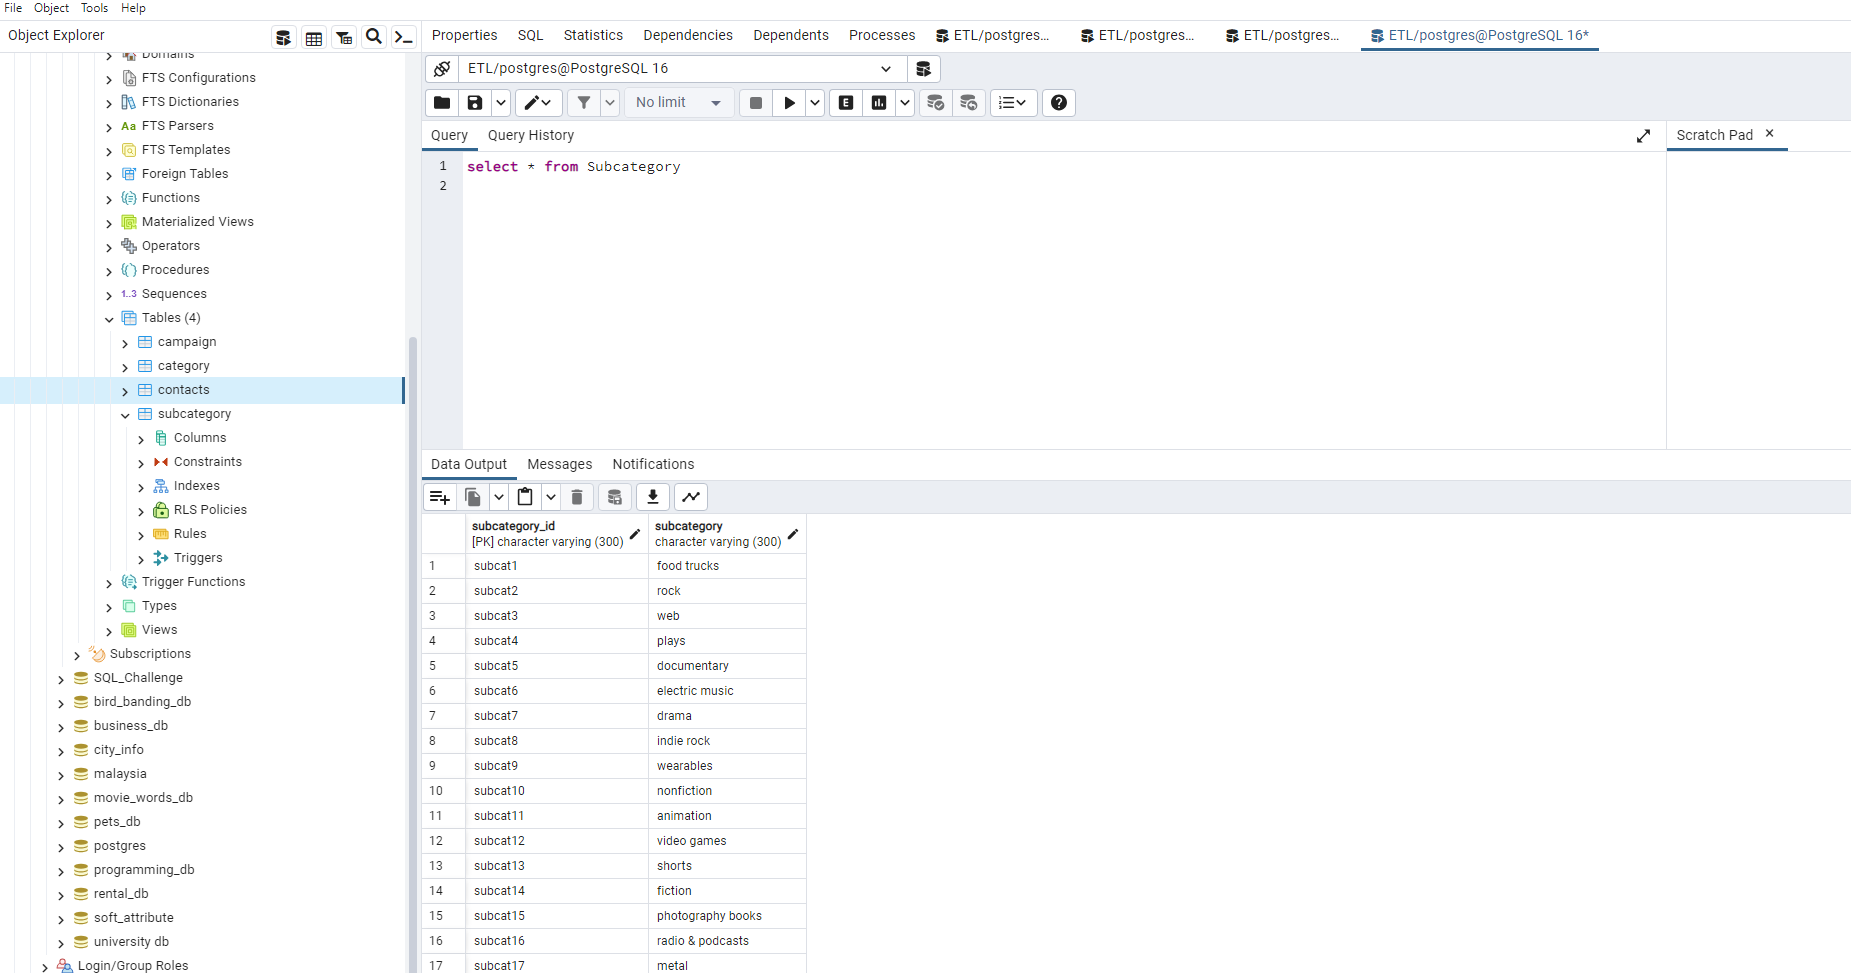 File Object Tools Help
Object Explorer
Domains
FTS Configurations
FTS Dictionaries
Aa FTS Parsers
FTS Templates
Foreign Tables
Functions
Materialized Views
Operators
Procedures
1..3 Sequences
Tables (4)
campaign
category
contacts
subcategory
Columns
Constraints
Indexes
RLS Policies
Rules
Triggers
Trigger Functions
Types
Views
Subscriptions
SQL_Challenge
bird_banding_db
business_db
city_info
malaysia
movie_words_db
pets_db
postgres
programming_db
rental_db
soft_attribute
university db
Login/Group Roles
Properties SQL Statistics Dependencies Dependents Processes ETL/postgres... ETL/postgres... ETL/postgres... ETL/postgres@PostgreSQL 16*
ETL/postgres@PostgreSQL 16
No limit E
Query Query History
Scratch Pad
1 select * from Subcategory
2
Data Output Messages Notifications
subcategory_id subcategory
[PK] character varying (300) character varying (300)
1 subcat1 food trucks
2 subcat2 rock
3 subcat3 web
4 subcat4 plays
5 subcat5 documentary
6 subcat6 electric music
7 subcat7 drama
8 subcat8 indie rock
9 subcat9 wearables
10 subcat10 nonfiction
11 subcat11 animation
12 subcat12 video games
13 subcat13 shorts
14 subcat14 fiction
15 subcat15 photography books
16 subcat16 radio & podcasts
17 subcat17 metal